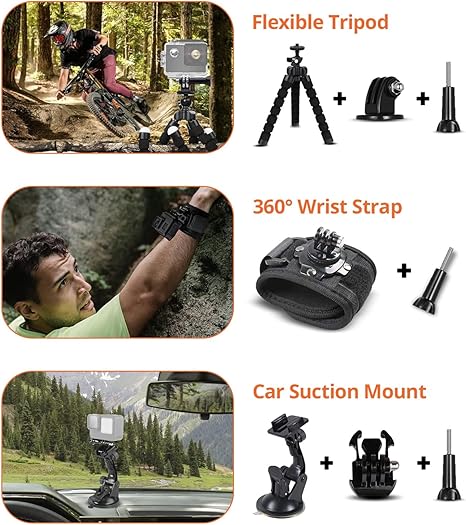 Flexible Tripod
+
+
360° Wrist Strap
+
Car Suction Mount
+
+